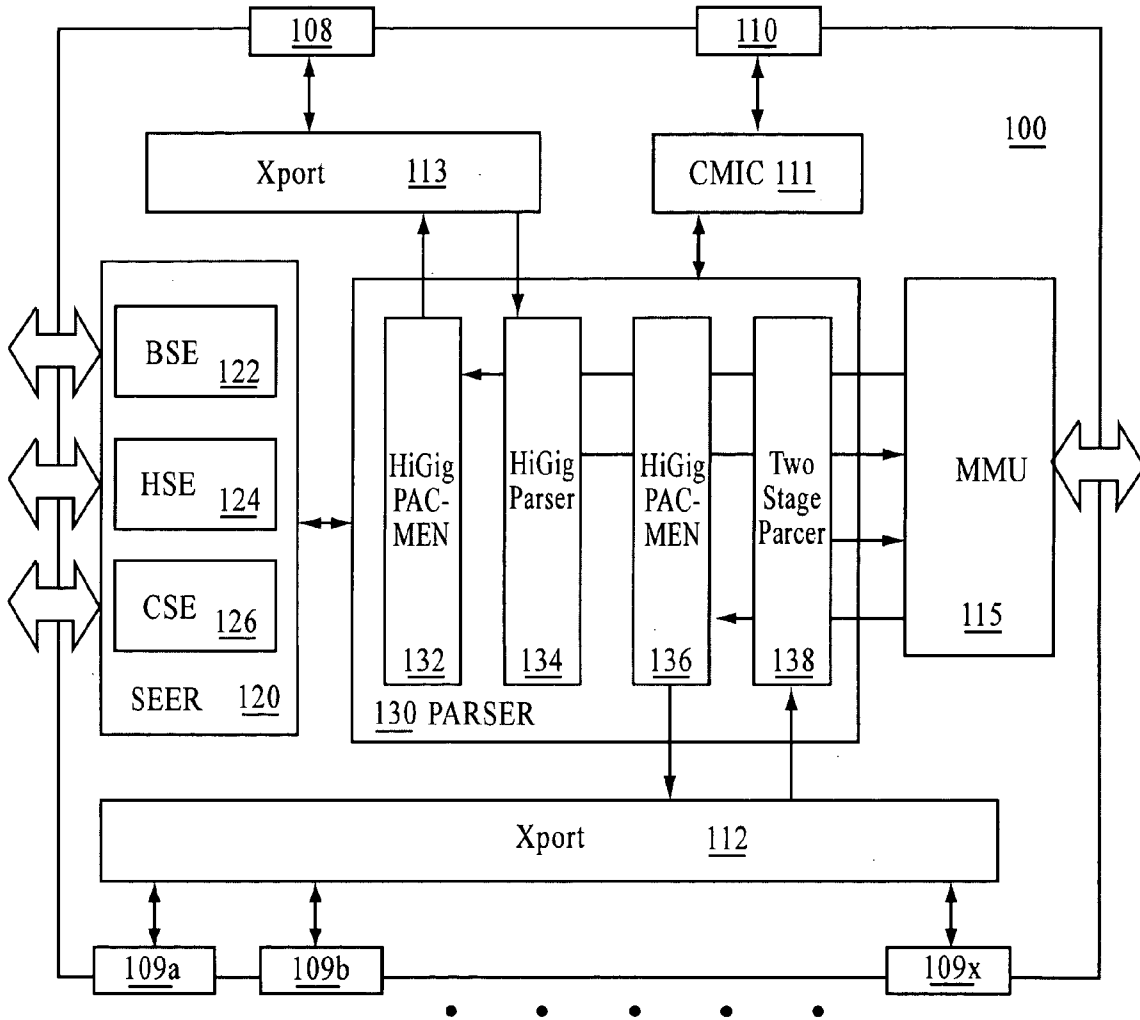 108
110
100
Xport 113
CMIC 111
BSE
122
HSE
124
CSE
126
SEER 120
HiGig
PAC-
MEN
132
HiGig
Parser
134
HiGig
PAC-
MEN
136
Two
Stage
Parcer
138
130 PARSER
MMU
115
Xport 112
109a
109b
109x